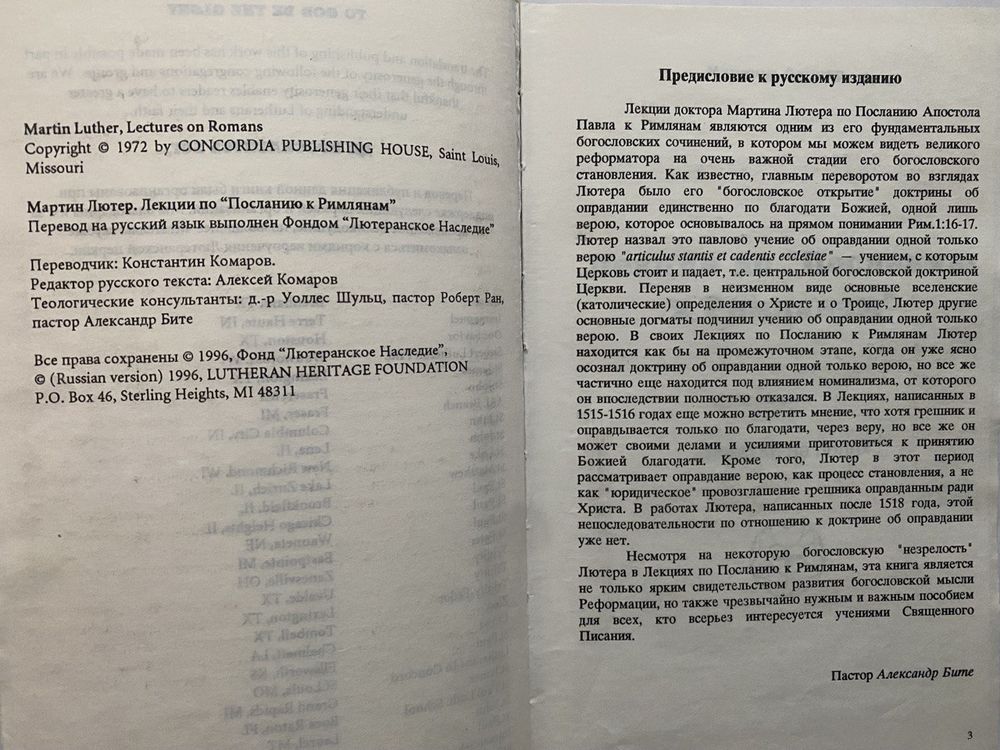 Martin Luther, Lectures on Romans
Copyright © 1972 by CONCORDIA PUBLISHING HOUSE, Saint Louis,
Missouri
Мартин Лютер. Лекции по “Посланию к Римлянам”
Перевод на русский язык выполнен Фондом “Лютеранское Наследие”
Переводчик: Константин Комаров.
Редактор русского текста: Алексей Комаров
Теологические консультанты: д.-р Уоллес Шульц, пастор Роберт Ран,
пастор Александр Бите
Все права сохранены © 1996, Фонд “Лютеранское Наследие”,
© (Russian version) 1996, LUTHERAN HERITAGE FOUNDATION
P.O. Box 46, Sterling Heights, MI 48311
Предисловие к русскому изданию
Лекции доктора Мартина Лютера по Посланию Апостола
Павла к Римлянам являются одним из его фундаментальных
богословских сочинений, в котором мы можем видеть великого
реформатора на очень важной стадии его богословского
становления. Как известно, главным переворотом во взглядах
Лютера было его "богословское открытие" доктрины об
оправдании единственно по благодати Божией, одной лишь
верою, которое основывалось на прямом понимании Рим.1:16-17.
Лютер назвал это павлово учение об оправдании одной только
верою "articulus stantis et cadentis ecclesiae" — учением, с которым
Церковь стоит и падает, т.е. центральной богословской доктриной
Церкви. Переняв в неизменном виде основные вселенские
(католические) определения о Христе и о Троице, Лютер другие
основные догматы подчинил учению об оправдании одной только
верою. В своих Лекциях по Посланию к Римлянам Лютер
находится как бы на промежуточном этапе, когда он уже ясно
осознал доктрину об оправдании одной только верою, но все же
частично еще находится под влиянием номинализма, от которого
он впоследствии полностью отказался. В Лекциях, написанных в
1515-1516 годах еще можно встретить мнение, что хотя грешник и
оправдывается только по благодати, через веру, но все же он
может своими делами и усилиями приготовиться к принятию
Божией благодати. Кроме того, Лютер в этот период
рассматривает оправдание верою, как процесс становления, а не
как "юридическое" провозглашение грешника оправданным ради
Христа. В работах Лютера, написанных после 1518 года, этой
непоследовательности по отношению к доктрине об оправдании
уже нет.
Несмотря на некоторую богословскую "незрелость"
Лютера в Лекциях по Посланию к Римлянам, эта книга является
не только ярким свидетельством развития богословской мысли
Реформации, но также чрезвычайно нужным и важным пособием
для всех, кто всерьез интересуется учениями Священного
Писания.
Пастор Александр Бите
3